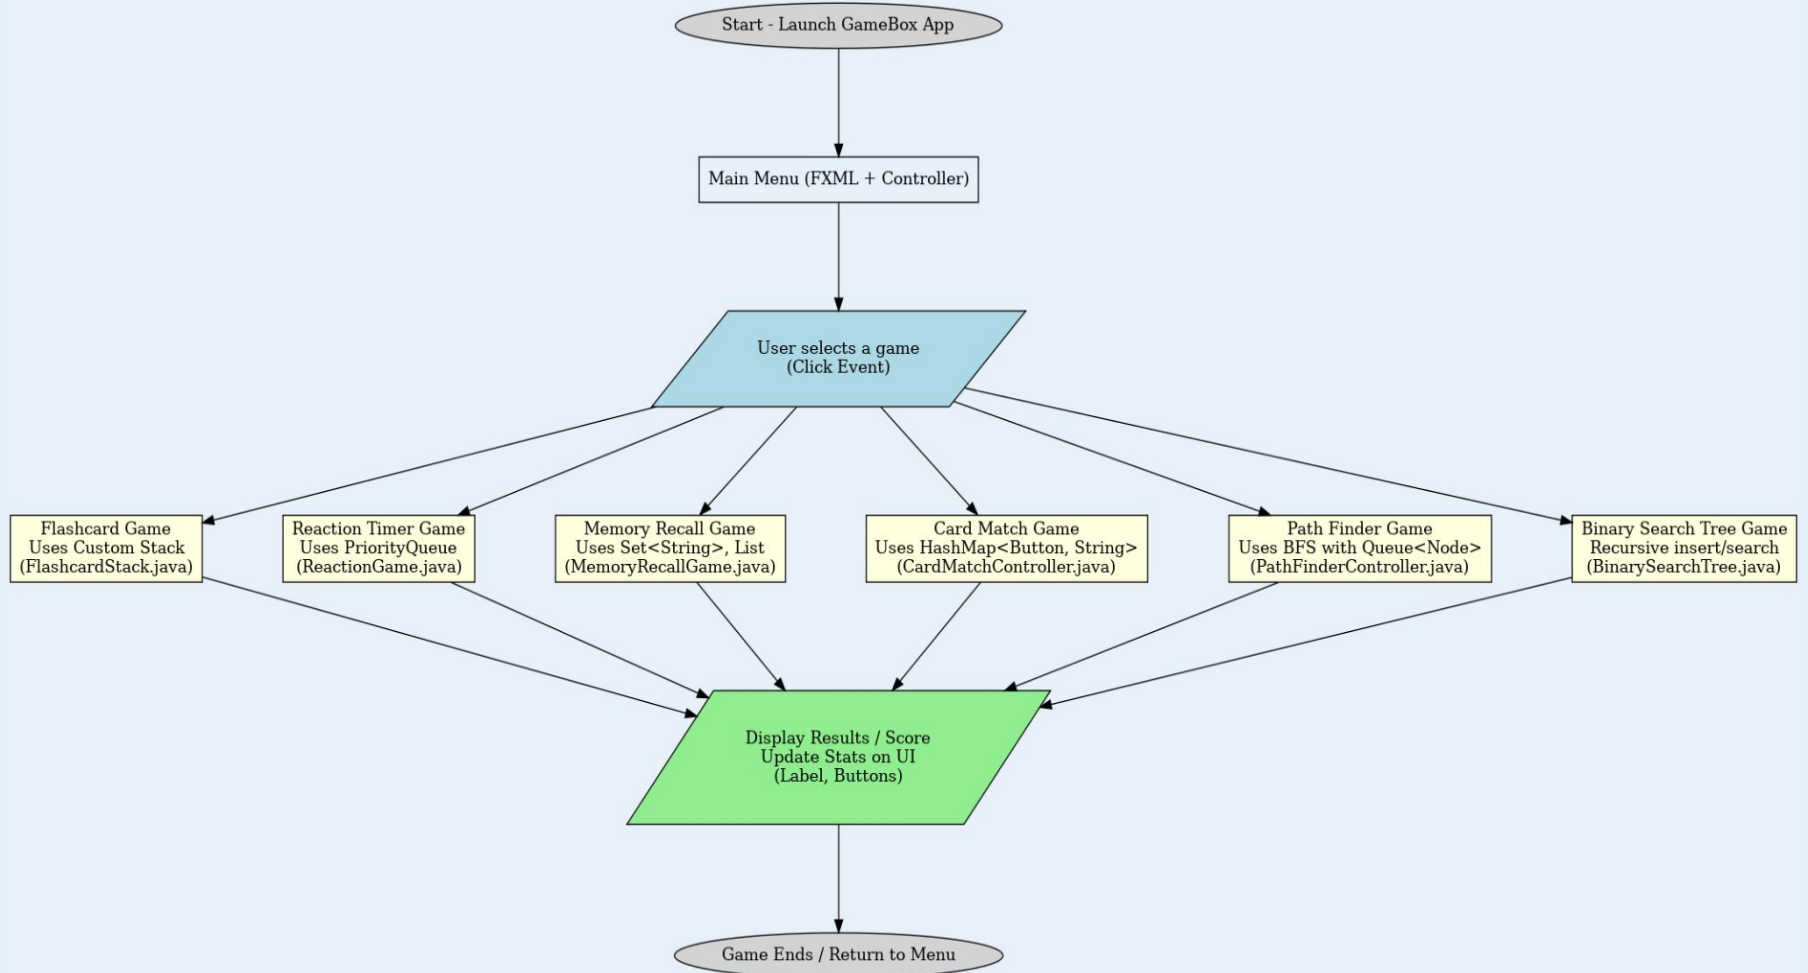 Start - Launch GameBox App
Main Menu (FXML + Controller)
User selects a game
(Click Event)
Flashcard Game
Uses Custom Stack
(FlashcardStack.java)
Reaction Timer Game
Uses PriorityQueue
(ReactionGame.java)
Memory Recall Game
Uses Set<String>, List
(MemoryRecallGame.java)
Card Match Game
Uses HashMap<Button, String>
(CardMatchController.java)
Path Finder Game
Uses BFS with Queue<Node>
(PathFinderController.java)
Binary Search Tree Game
Recursive insert/search
(BinarySearchTree.java)
Display Results / Score
Update Stats on UI
(Label, Buttons)
Game Ends / Return to Menu